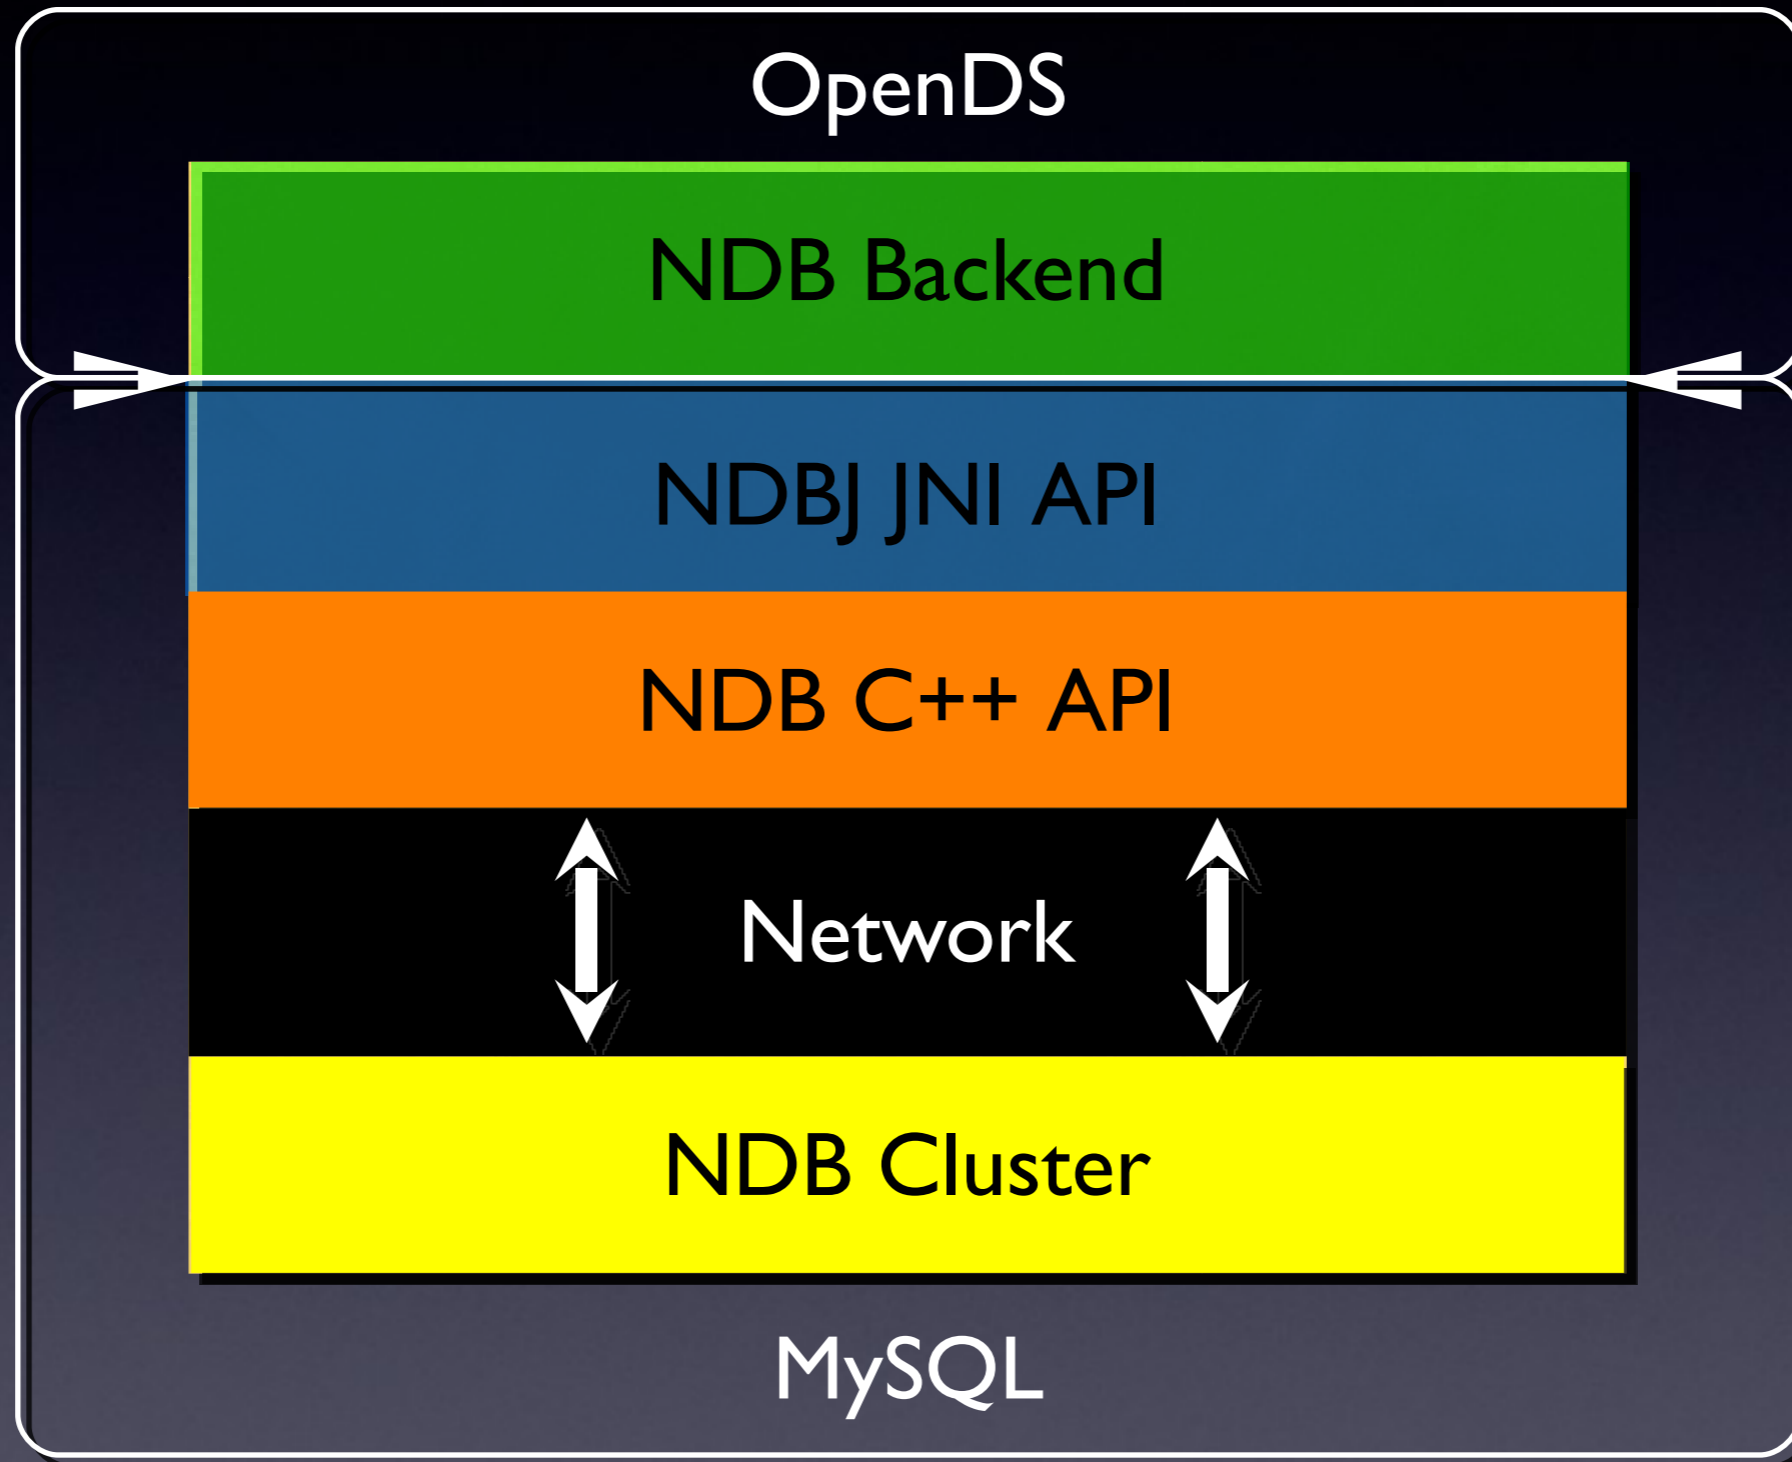 OpenDS
NDB Backend
NDBJ JNI API
NDB C++ API
Network
NDB Cluster
MySQL